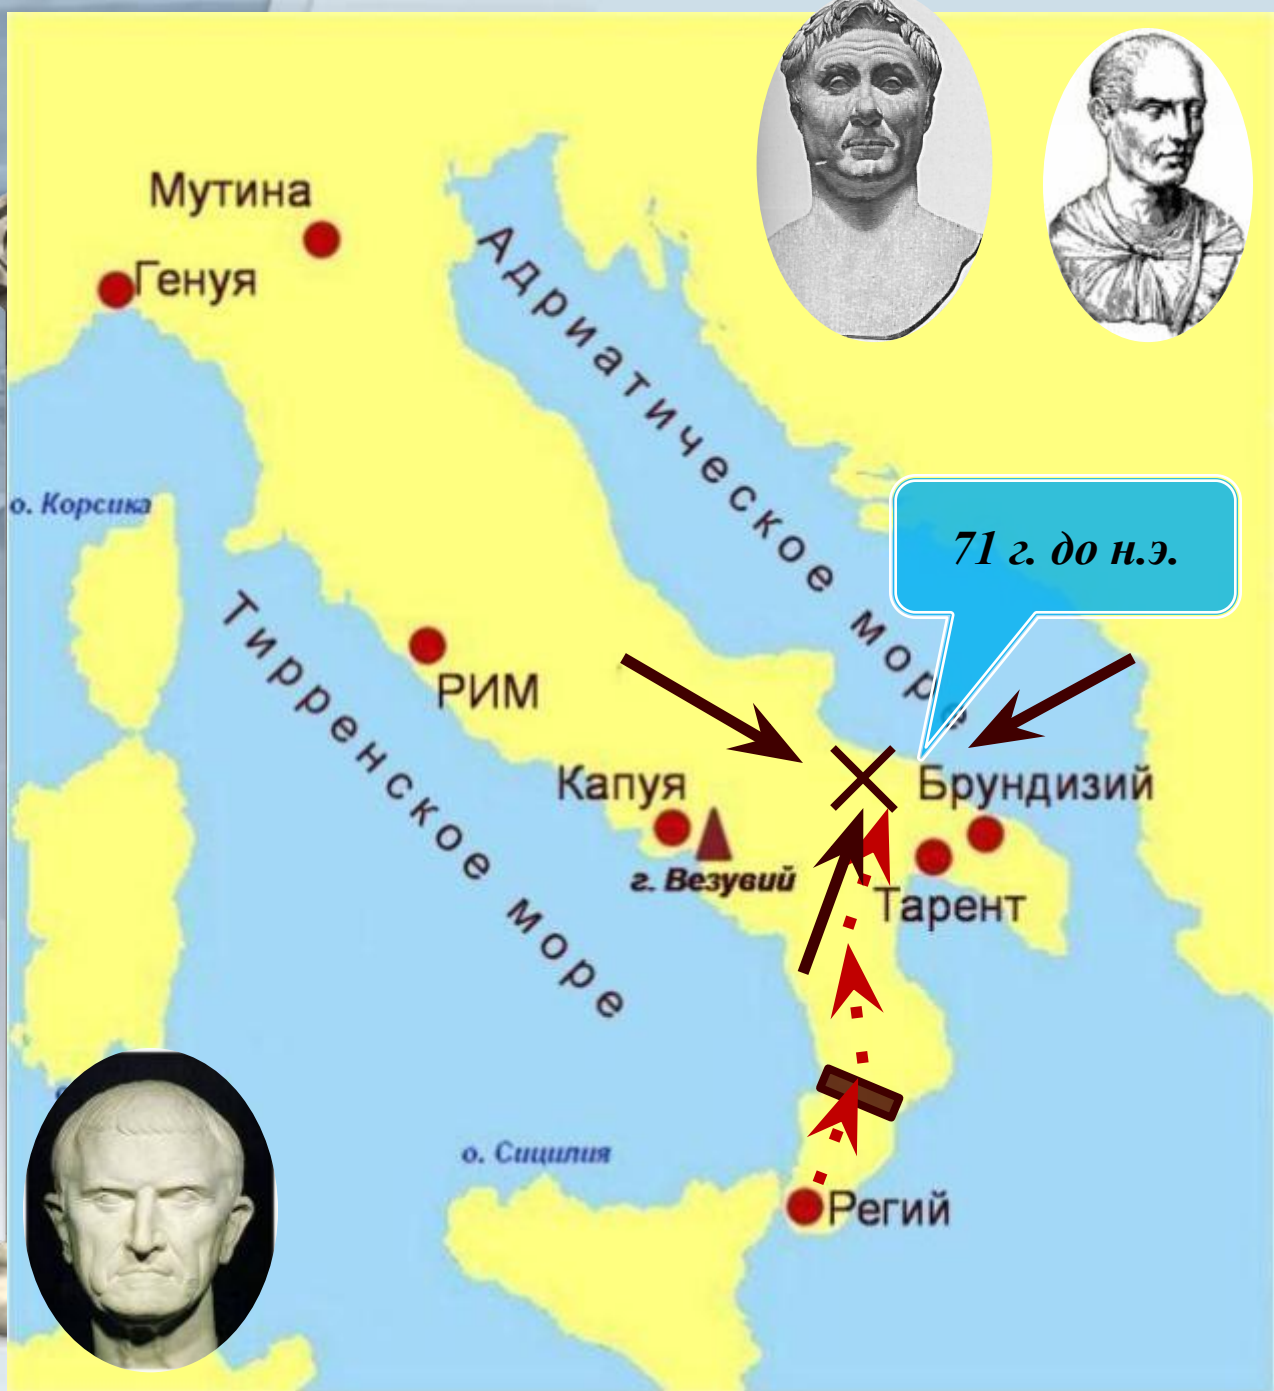 Мутина
Генуя
Адриатическое море
о. Корсика
71 г. до н.э.
Тирренское море
РИМ
Капуя
Брундизий
г. Везувий
Тарент
о. Сицилия
Регий